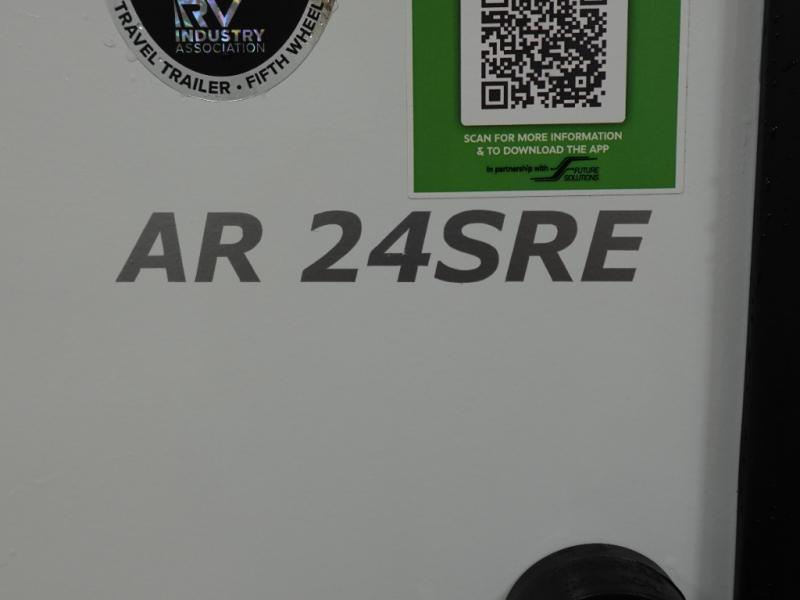 RV
INDUSTRY
ASSOCIATION
TRAVEL TRAILER • FIFTH WHEEL
SCAN FOR MORE INFORMATION
& TO DOWNLOAD THE APP
In partnership with FUTURE
SOLUTIONS
AR 24SRE